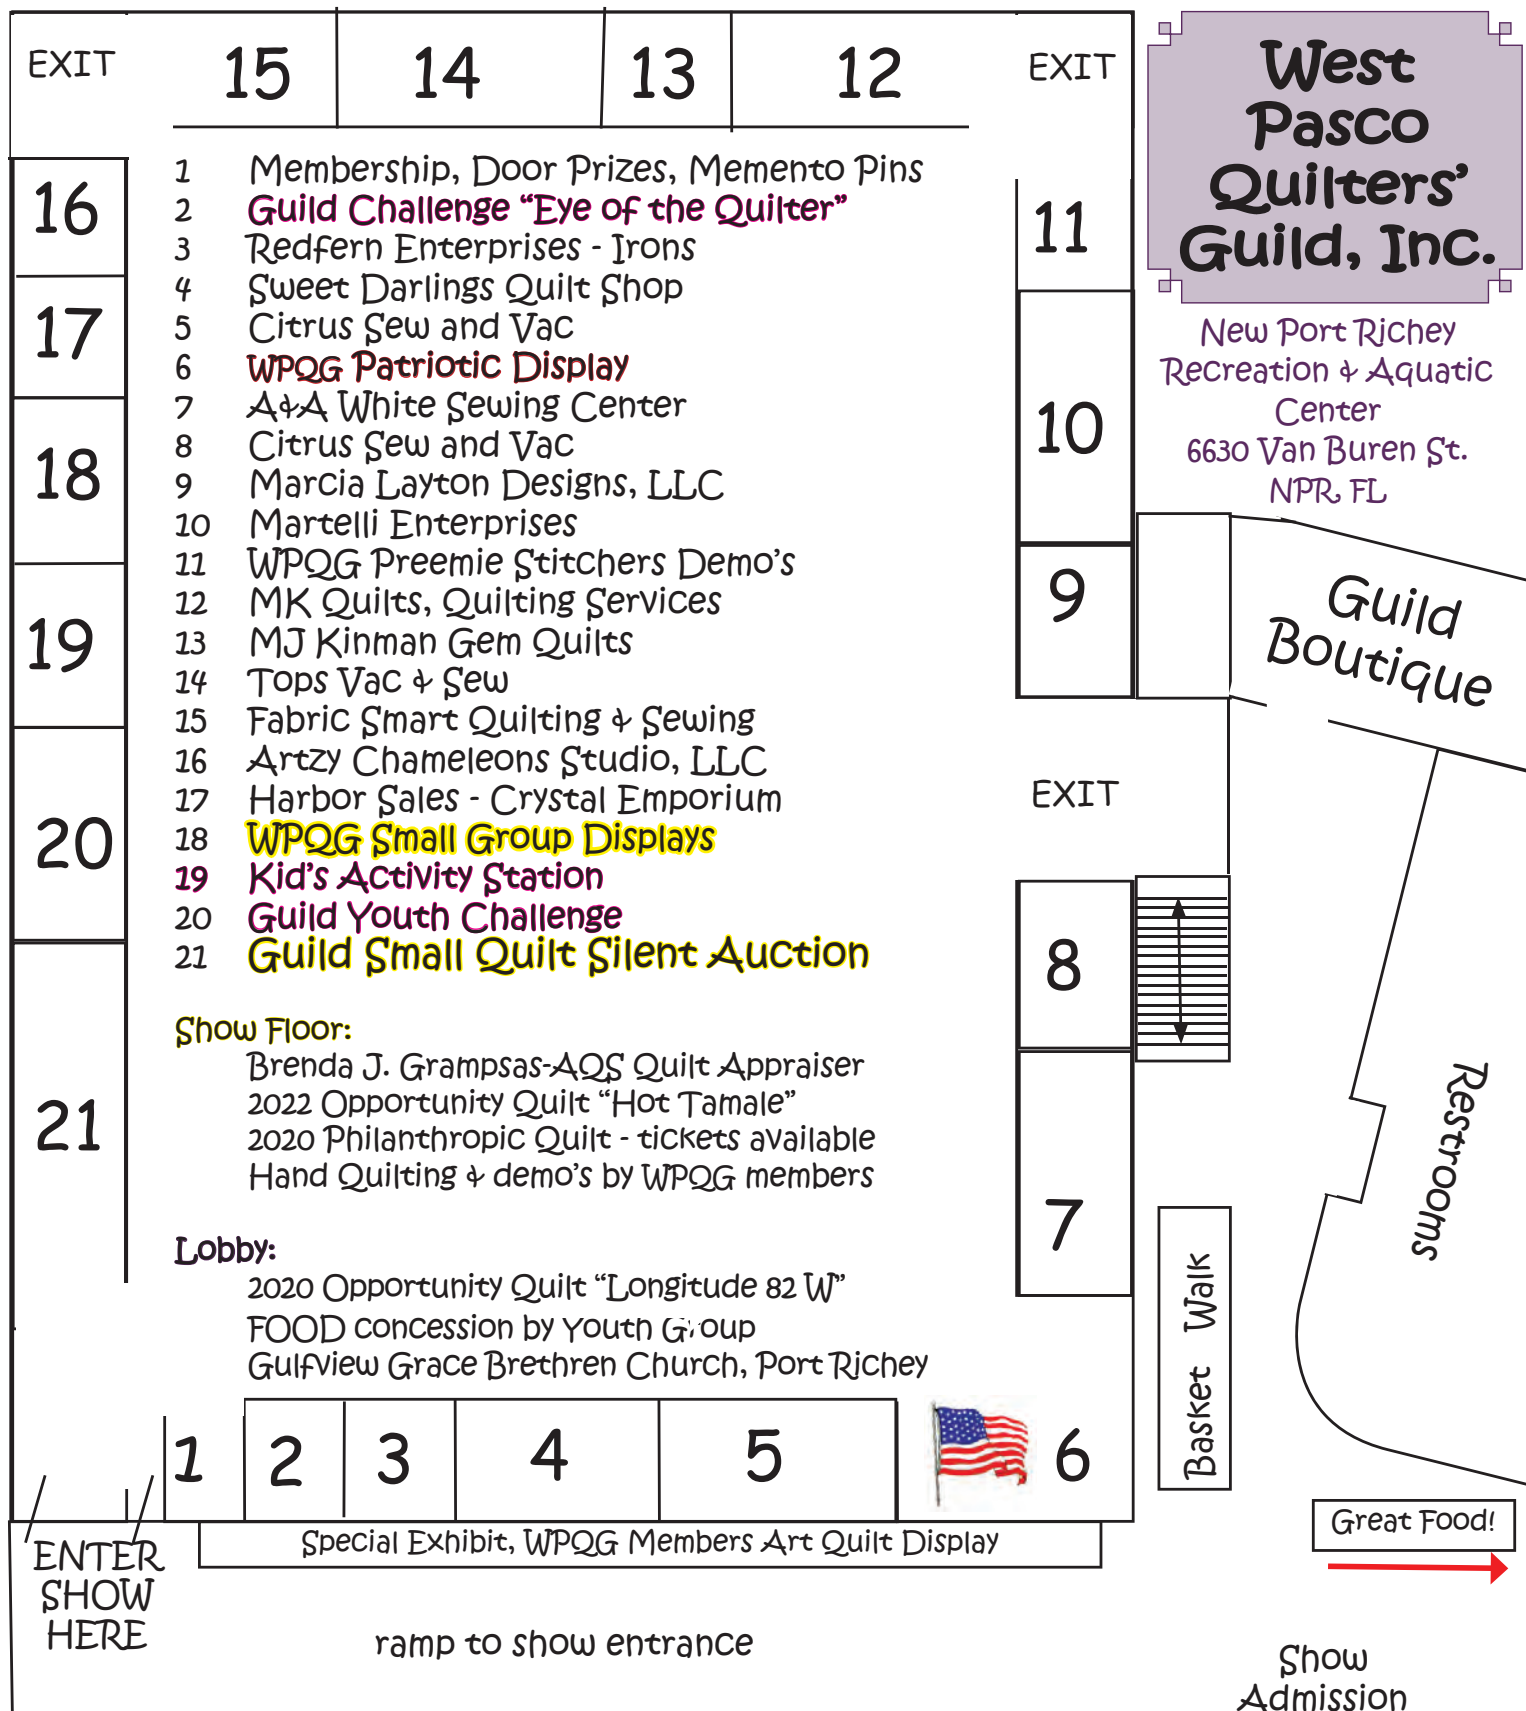 EXIT
15
14
13
12
EXIT
West
Pasco
Quilters’
Guild, Inc.
New Port Richey
Recreation & Aquatic
Center
6630 Van Buren St.
NPR, FL
16
17
18
19
20
21
1 Membership, Door Prizes, Memento Pins
2 Guild Challenge “Eye of the Quilter”
3 Redfern Enterprises - Irons
4 Sweet Darlings Quilt Shop
5 Citrus Sew and Vac
6 WPQG Patriotic Display
7 A&A White Sewing Center
8 Citrus Sew and Vac
9 Marcia Layton Designs, LLC
10 Martelli Enterprises
11 WPQG Preemie Stitchers Demo’s
12 MK Quilts, Quilting Services
13 MJ Kinman Gem Quilts
14 Tops Vac & Sew
15 Fabric Smart Quilting & Sewing
16 Artzy Chameleons Studio, LLC
17 Harbor Sales - Crystal Emporium
18 WPQG Small Group Displays
19 Kid’s Activity Station
20 Guild Youth Challenge
21 Guild Small Quilt Silent Auction
Show Floor:
Brenda J. Grampsas-AQS Quilt Appraiser
2022 Opportunity Quilt “Hot Tamale”
2020 Philanthropic Quilt - tickets available
Hand Quilting & demo’s by WPQG members
Lobby:
2020 Opportunity Quilt “Longitude 82 W”
FOOD concession by Youth Group
Gulfview Grace Brethren Church, Port Richey
11
10
9
EXIT
8
7
Guild
Boutique
Restrooms
Basket Walk
1
2
3
4
5
6
Special Exhibit, WPQG Members Art Quilt Display
Great Food!
ENTER
SHOW
HERE
ramp to show entrance
Show
Admission